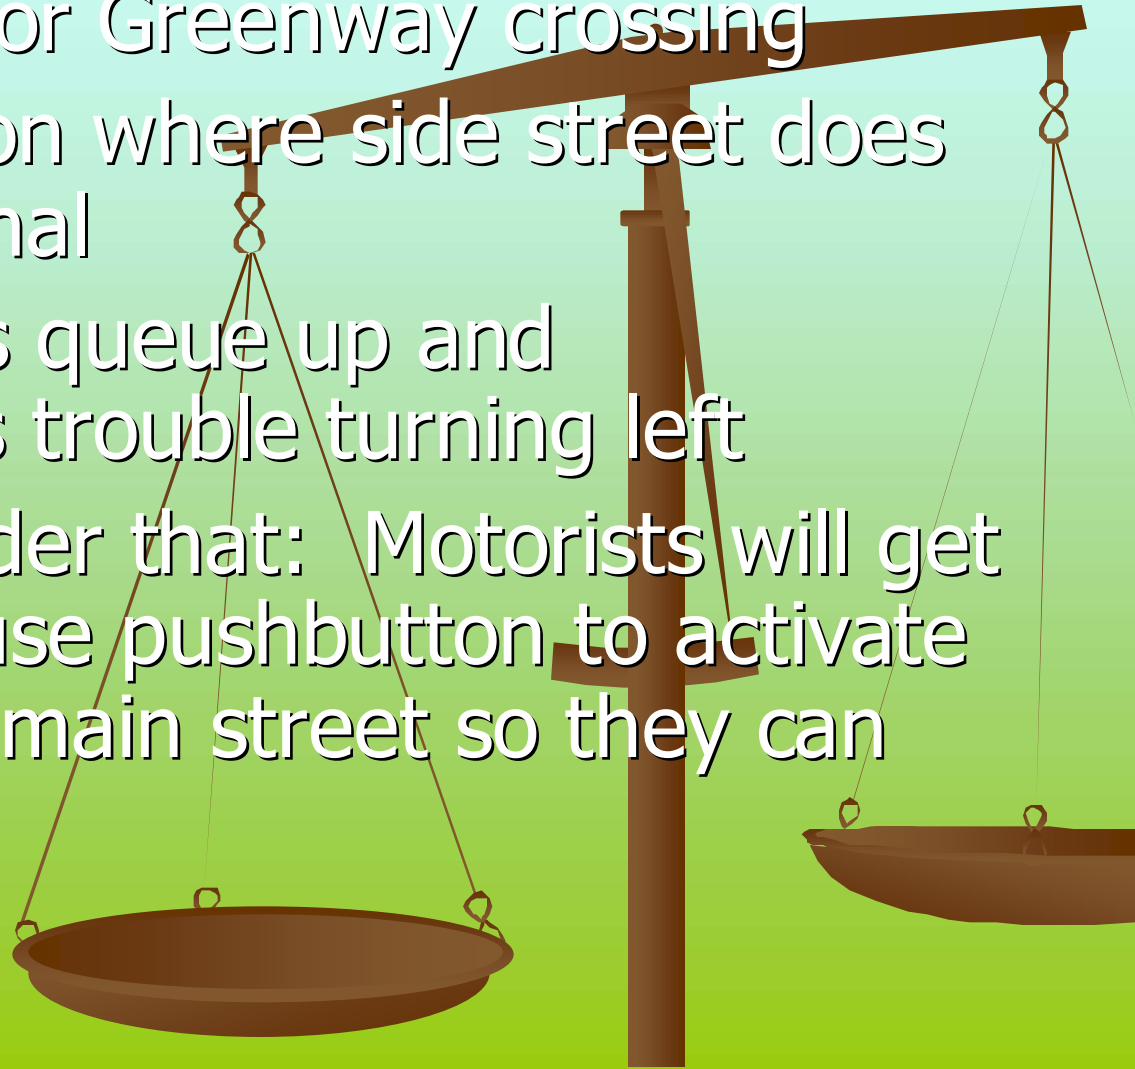 or Greenway crossing
on where side street does
nal
s queue up and
s trouble turning left
der that:  Motorists will get
use pushbutton to activate
main street so they can